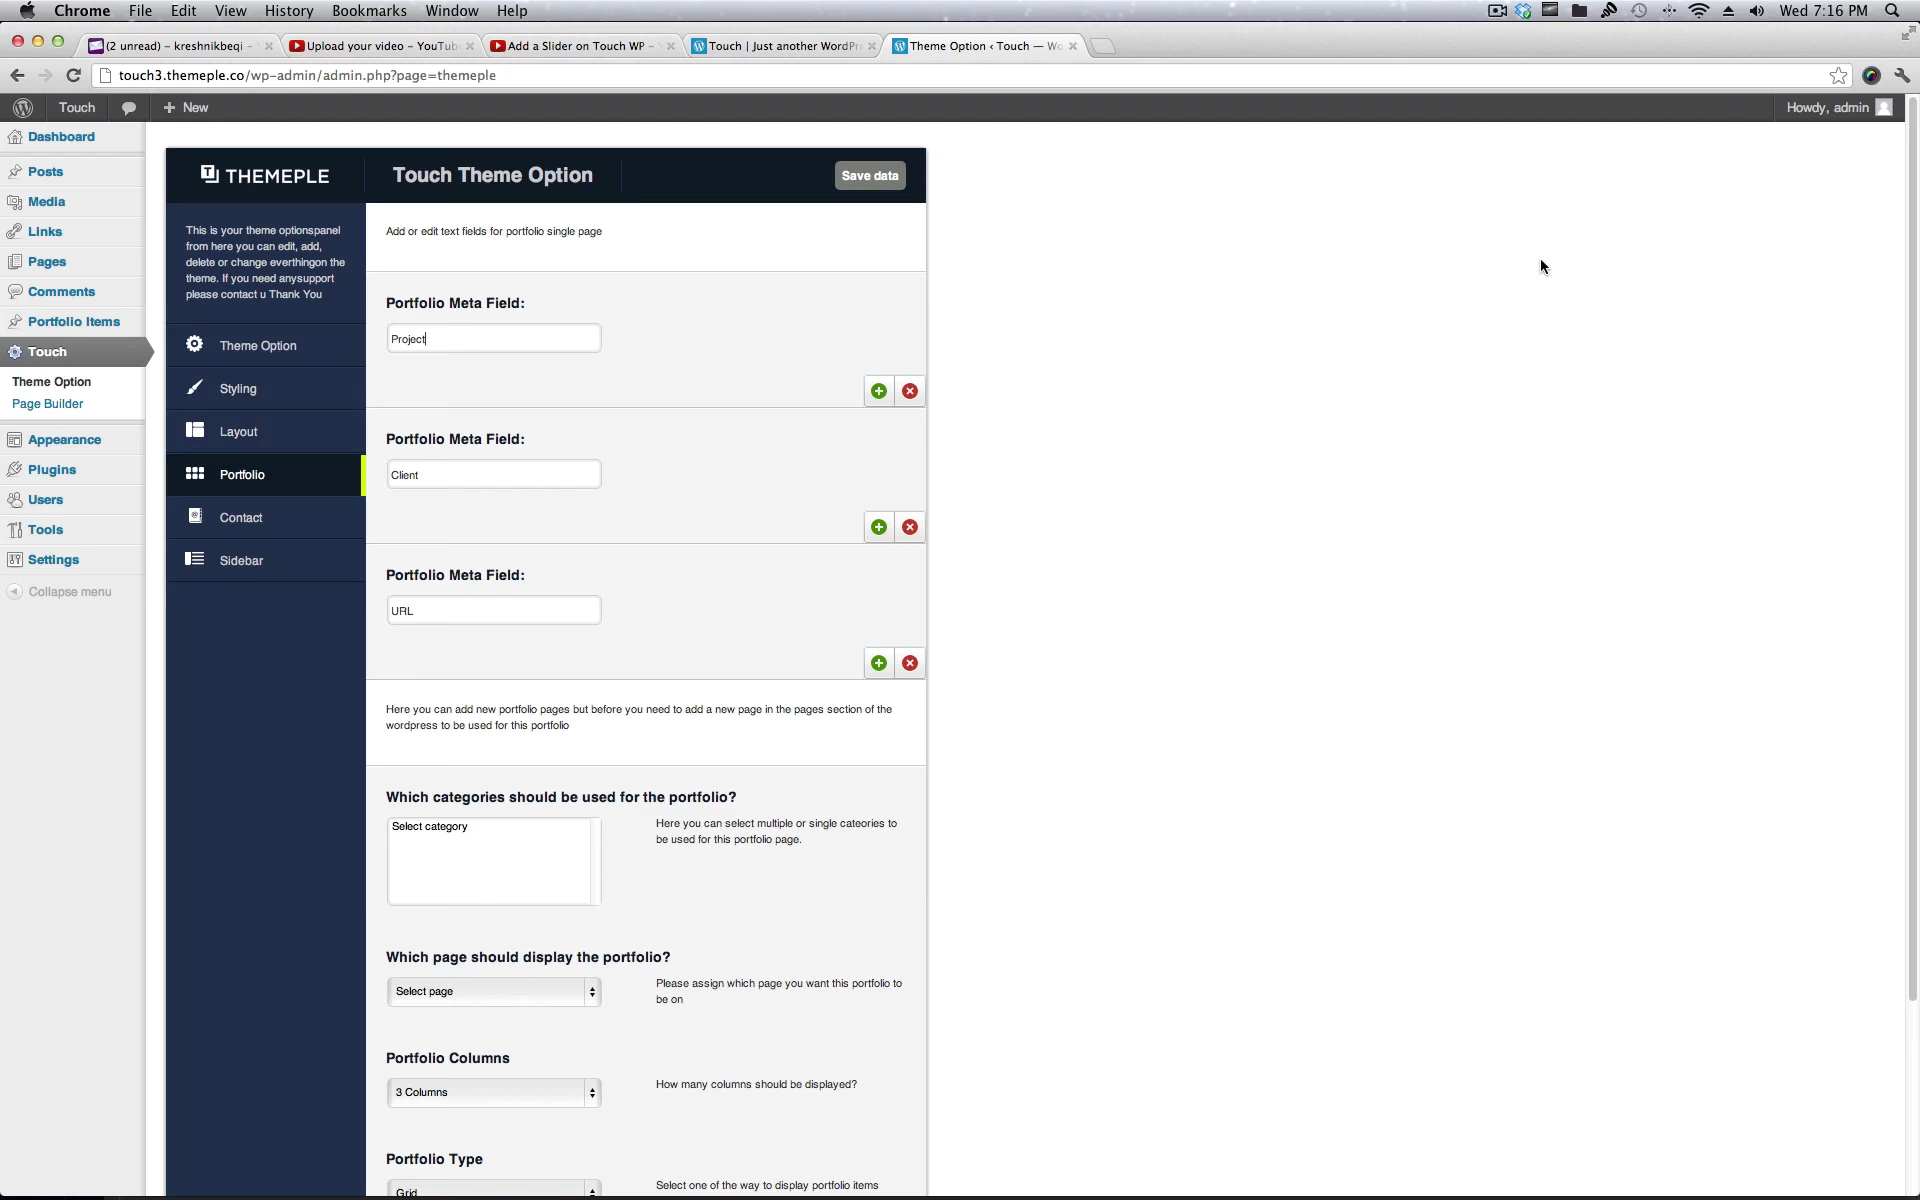 Chrome File Edit View History Bookmarks Window Help
Wed 7:16 PM
(2 unread) – kreshnikbeqi –
Upload your video – YouTub
Add a Slider on Touch WP –
Touch | Just another WordPr
Theme Option ‹ Touch — Wo
touch3.themeple.co/wp-admin/admin.php?page=themeple
Touch
+ New
Howdy, admin
Dashboard
Posts
Media
Links
Pages
Comments
Portfolio Items
Touch
Theme Option
Page Builder
Appearance
Plugins
Users
Tools
Settings
Collapse menu
THEMEPLE
Touch Theme Option
Save data
This is your theme optionspanel
from here you can edit, add,
delete or change everthingon the
theme. If you need anysupport
please contact u Thank You
Theme Option
Styling
Layout
Portfolio
Contact
Sidebar
Add or edit text fields for portfolio single page
Portfolio Meta Field:
Project
Portfolio Meta Field:
Client
Portfolio Meta Field:
URL
Here you can add new portfolio pages but before you need to add a new page in the pages section of the
wordpress to be used for this portfolio
Which categories should be used for the portfolio?
Select category
Here you can select multiple or single cateories to
be used for this portfolio page.
Which page should display the portfolio?
Select page
Please assign which page you want this portfolio to
be on
Portfolio Columns
3 Columns
How many columns should be displayed?
Portfolio Type
Grid
Select one of the way to display portfolio items